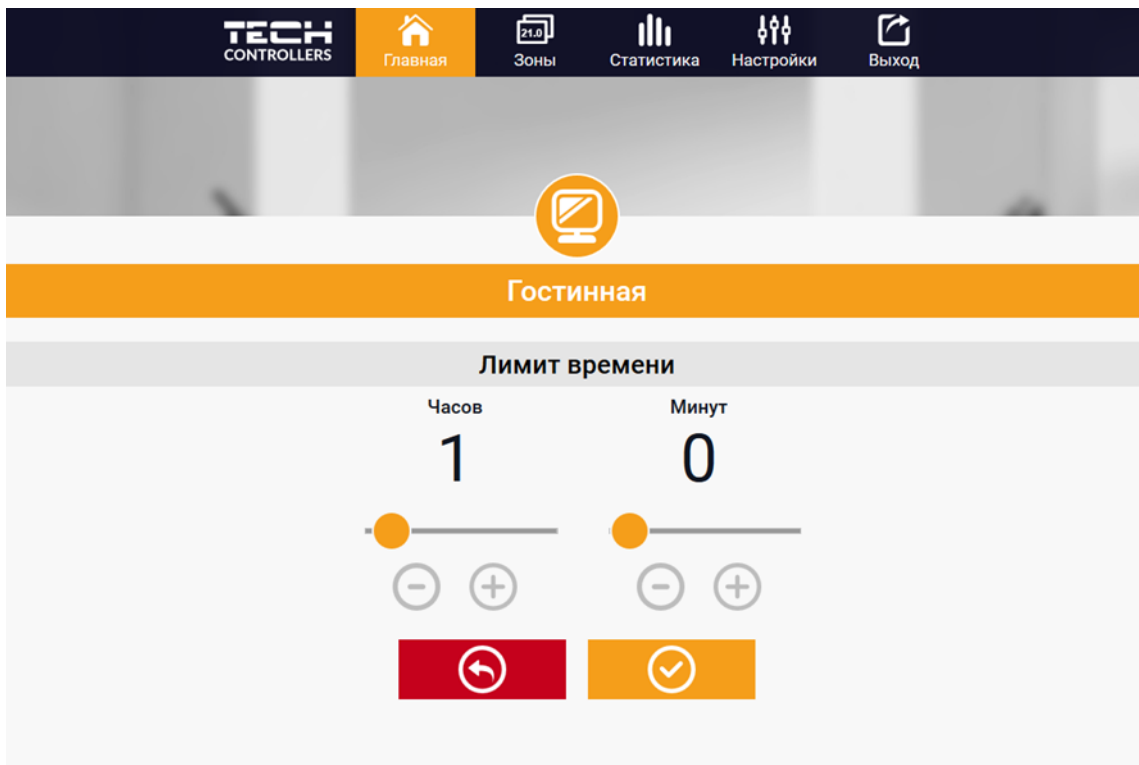 TECH
CONTROLLERS
Главная
21.0
Зоны
Статистика
Настройки
Выход
Гостинная
Лимит времени
Часов
Минут
1
0